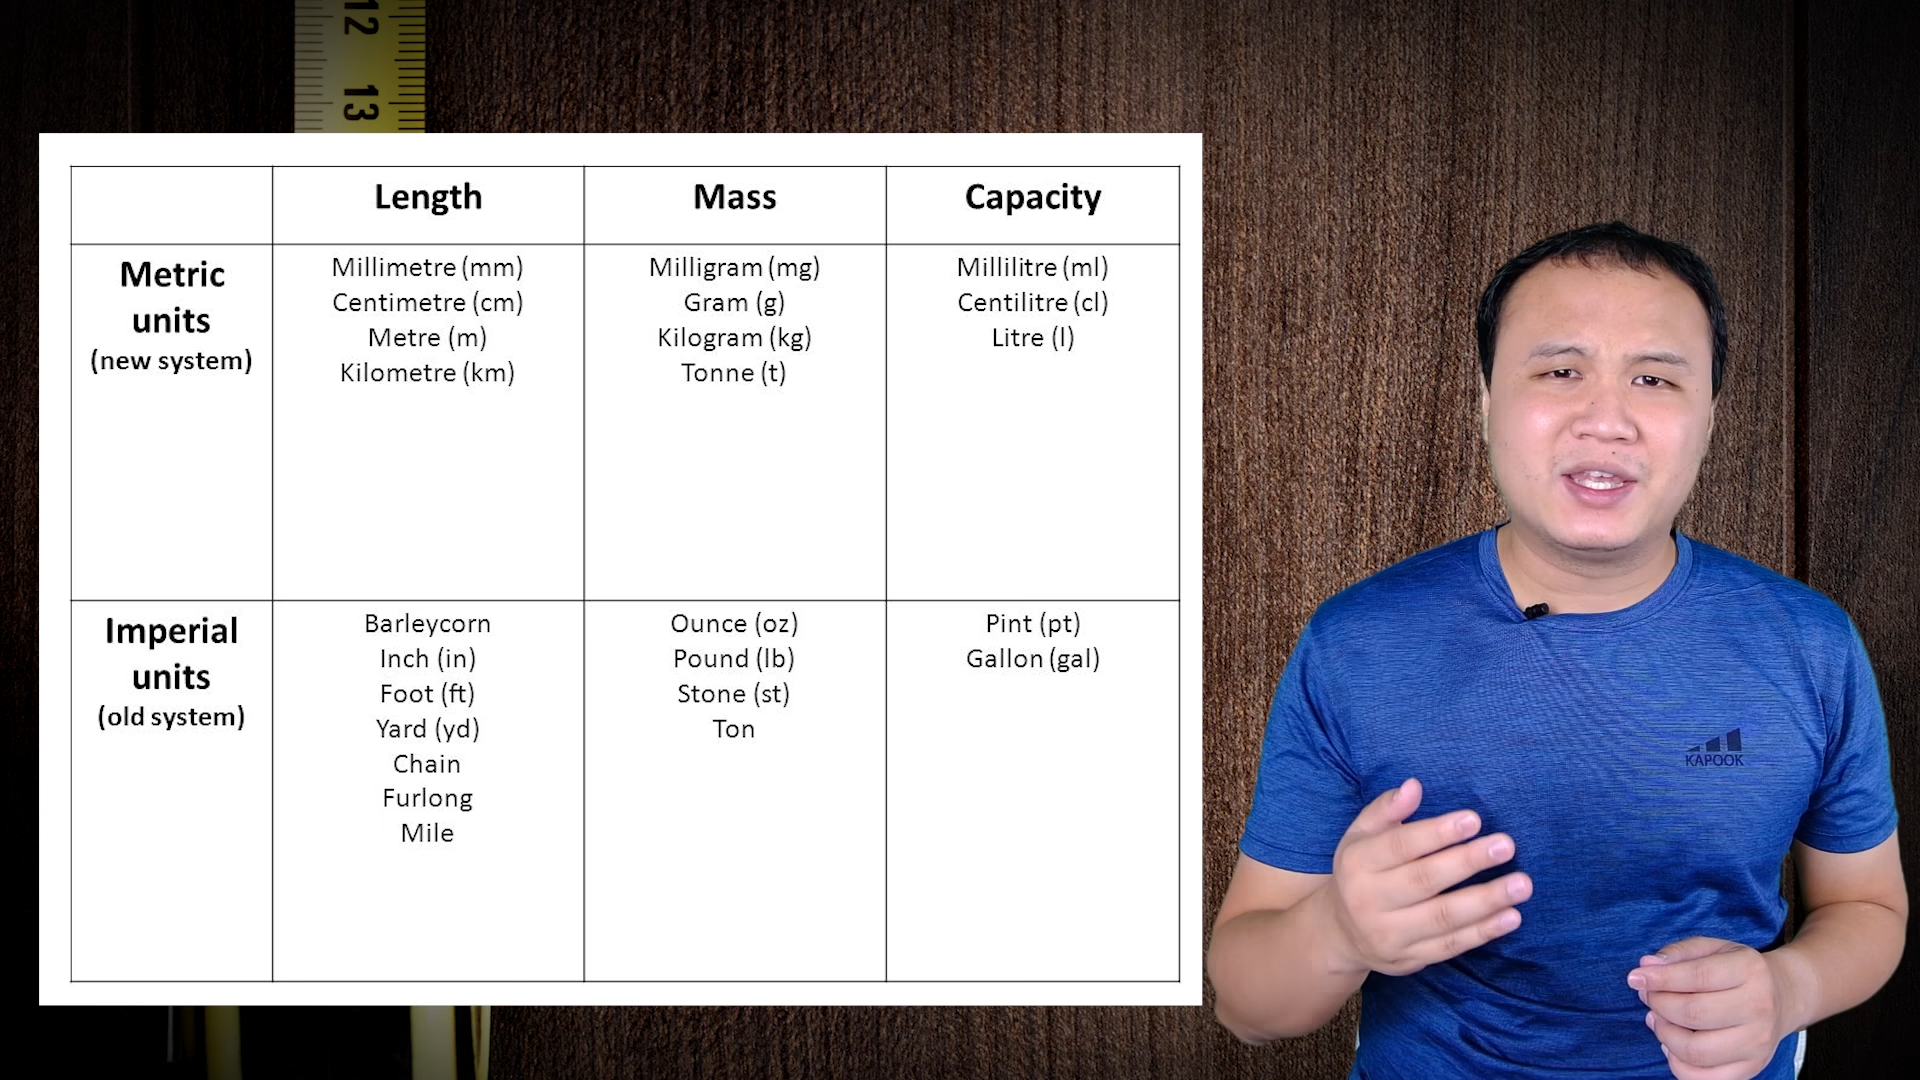 12
13
Length
Mass
Capacity
Metric
units
(new system)
Millimetre (mm)
Centimetre (cm)
Metre (m)
Kilometre (km)
Milligram (mg)
Gram (g)
Kilogram (kg)
Tonne (t)
Millilitre (ml)
Centilitre (cl)
Litre (l)
Imperial
units
(old system)
Barleycorn
Inch (in)
Foot (ft)
Yard (yd)
Chain
Furlong
Mile
Ounce (oz)
Pound (lb)
Stone (st)
Ton
Pint (pt)
Gallon (gal)
KAPOOK